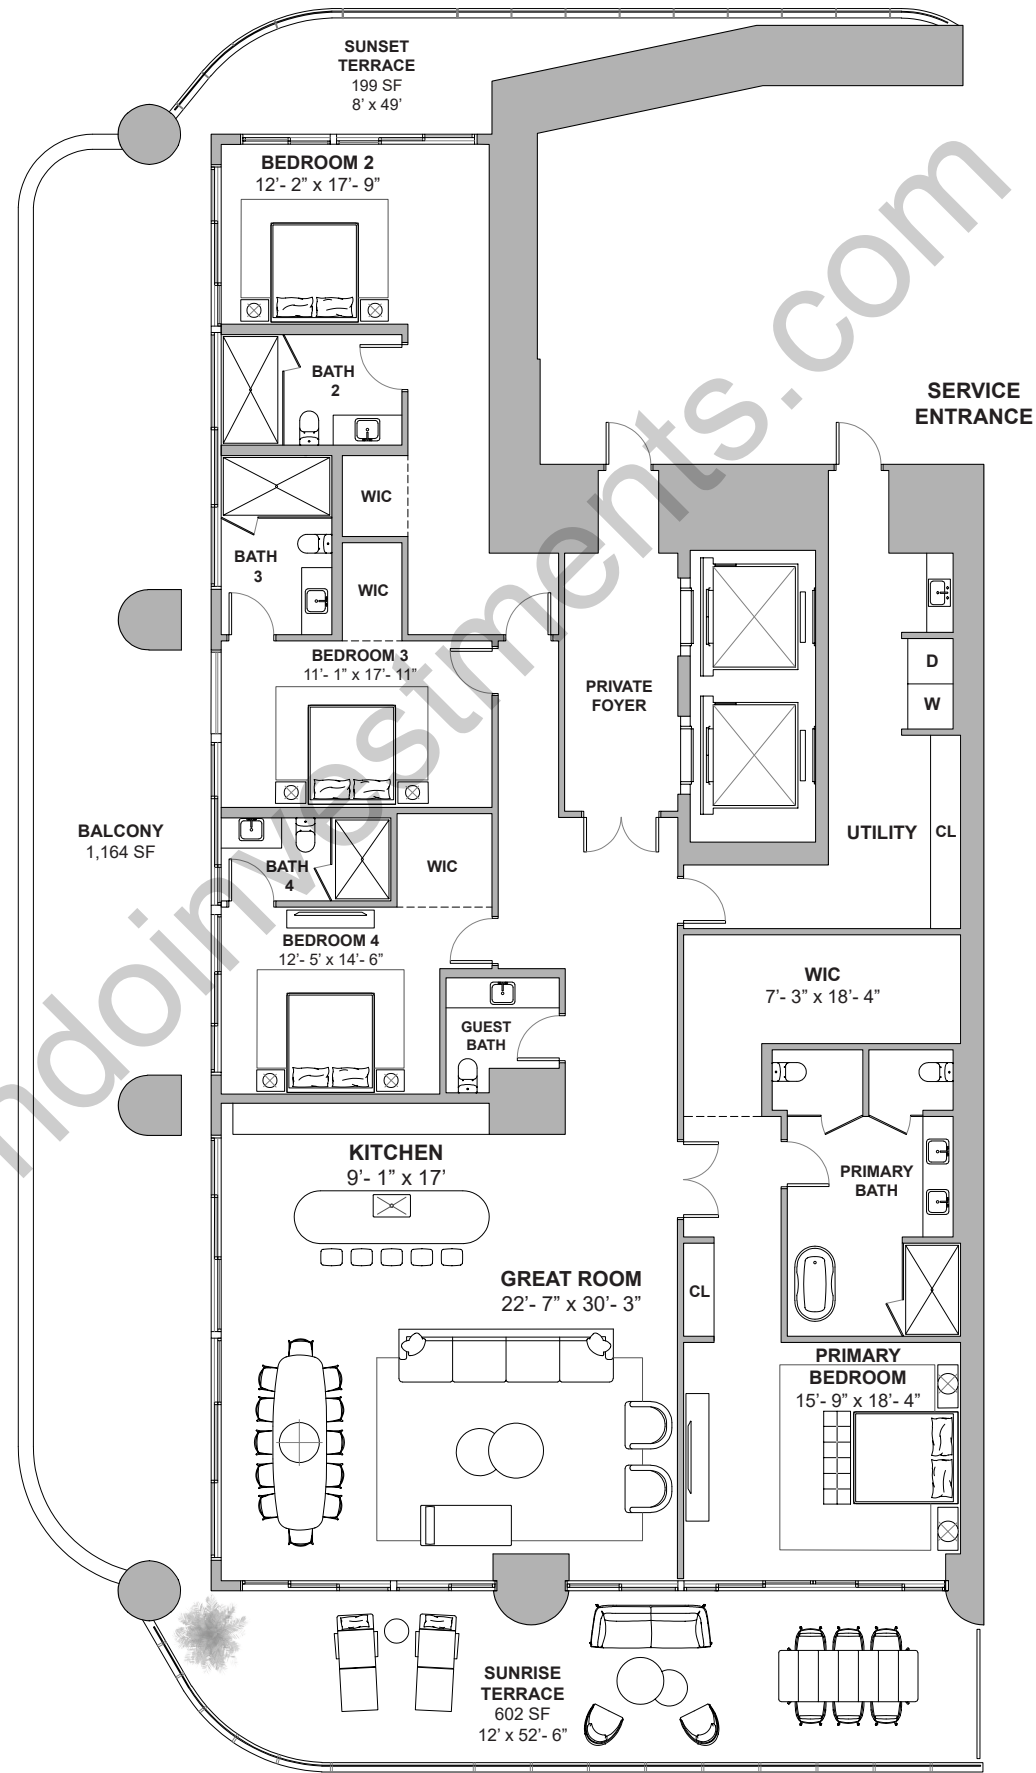 SUNSET
TERRACE
199 SF
8' x 49'
BEDROOM 2
12'- 2" x 17'- 9"
BATH
2
SERVICE
ENTRANCE
WIC
BATH
3
WIC
BEDROOM 3
11'- 1" x 17'- 11"
D
W
PRIVATE
FOYER
BALCONY
1,164 SF
UTILITY
CL
BATH
4
WIC
BEDROOM 4
12'- 5' x 14'- 6"
WIC
7'- 3" x 18'- 4"
GUEST
BATH
KITCHEN
9'- 1" x 17'
PRIMARY
BATH
GREAT ROOM
22'- 7" x 30'- 3"
CL
PRIMARY
BEDROOM
15'- 9" x 18'- 4"
SUNRISE
TERRACE
602 SF
12' x 52'- 6"
ndoinvestments.com